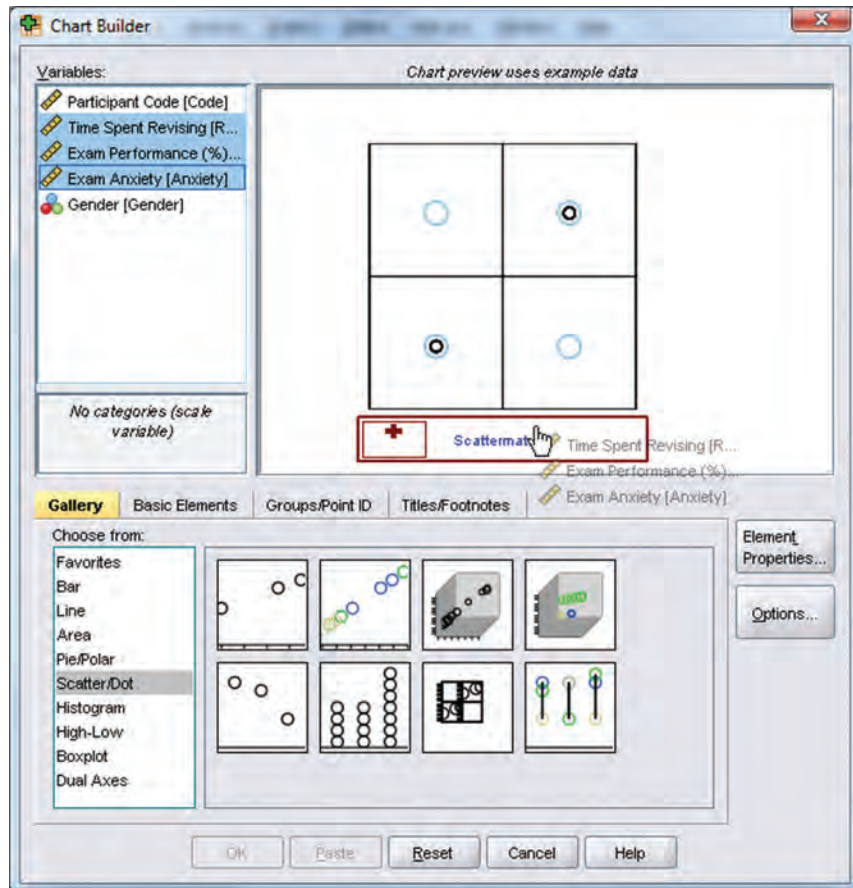 Chart Builder
Variables:
Chart preview uses example data
Participant Code [Code]
Time Spent Revising [R...
Exam Performance (%)...
Exam Anxiety [Anxiety]
Gender [Gender]
No categories (scale
variable)
Scattermat
Time Spent Revising [R...
Exam Performance (%)...
Exam Anxiety [Anxiety]
Gallery
Basic Elements
Groups/Point ID
Titles/Footnotes
Choose from:
Favorites
Bar
Line
Area
Pie/Polar
Scatter/Dot
Histogram
High-Low
Boxplot
Dual Axes
Element
Properties...
Options...
OK
Paste
Reset
Cancel
Help